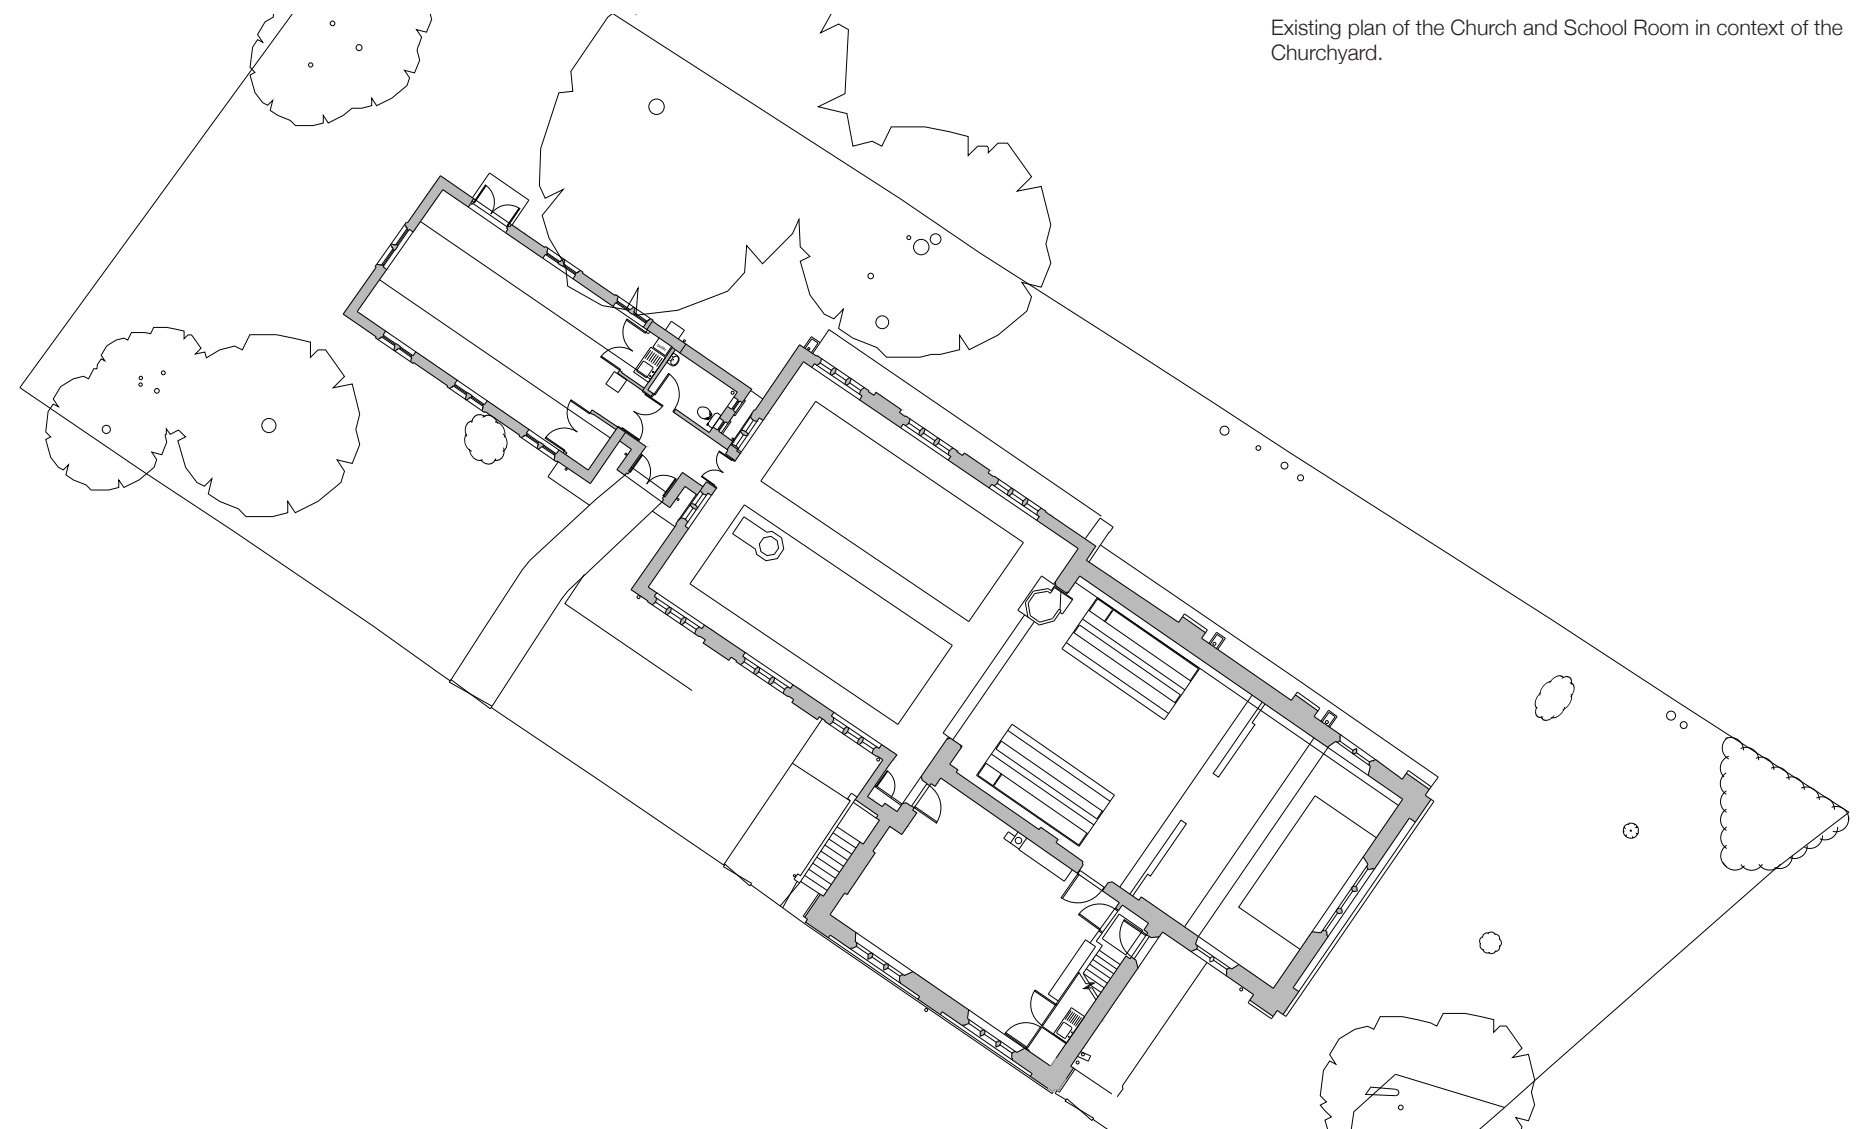 Existing plan of the Church and School Room in context of the
Churchyard.